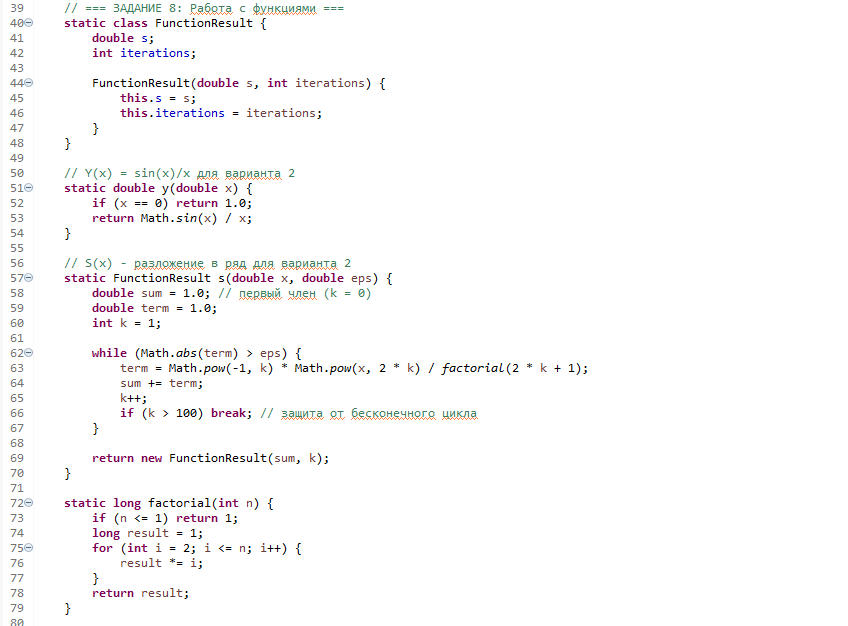 39 // === ЗАДАНИЕ 8: Работа с функциями ===
40 static class FunctionResult {
41 double s;
42 int iterations;
43
44 FunctionResult(double s, int iterations) {
45 this.s = s;
46 this.iterations = iterations;
47 }
48 }
49
50 // Y(x) = sin(x)/x для варианта 2
51 static double y(double x) {
52 if (x == 0) return 1.0;
53 return Math.sin(x) / x;
54 }
55
56 // S(x) - разложение в ряд для варианта 2
57 static FunctionResult s(double x, double eps) {
58 double sum = 1.0; // первый член (k = 0)
59 double term = 1.0;
60 int k = 1;
61
62 while (Math.abs(term) > eps) {
63 term = Math.pow(-1, k) * Math.pow(x, 2 * k) / factorial(2 * k + 1);
64 sum += term;
65 k++;
66 if (k > 100) break; // защита от бесконечного цикла
67 }
68
69 return new FunctionResult(sum, k);
70 }
71
72 static long factorial(int n) {
73 if (n <= 1) return 1;
74 long result = 1;
75 for (int i = 2; i <= n; i++) {
76 result *= i;
77 }
78 return result;
79 }
80